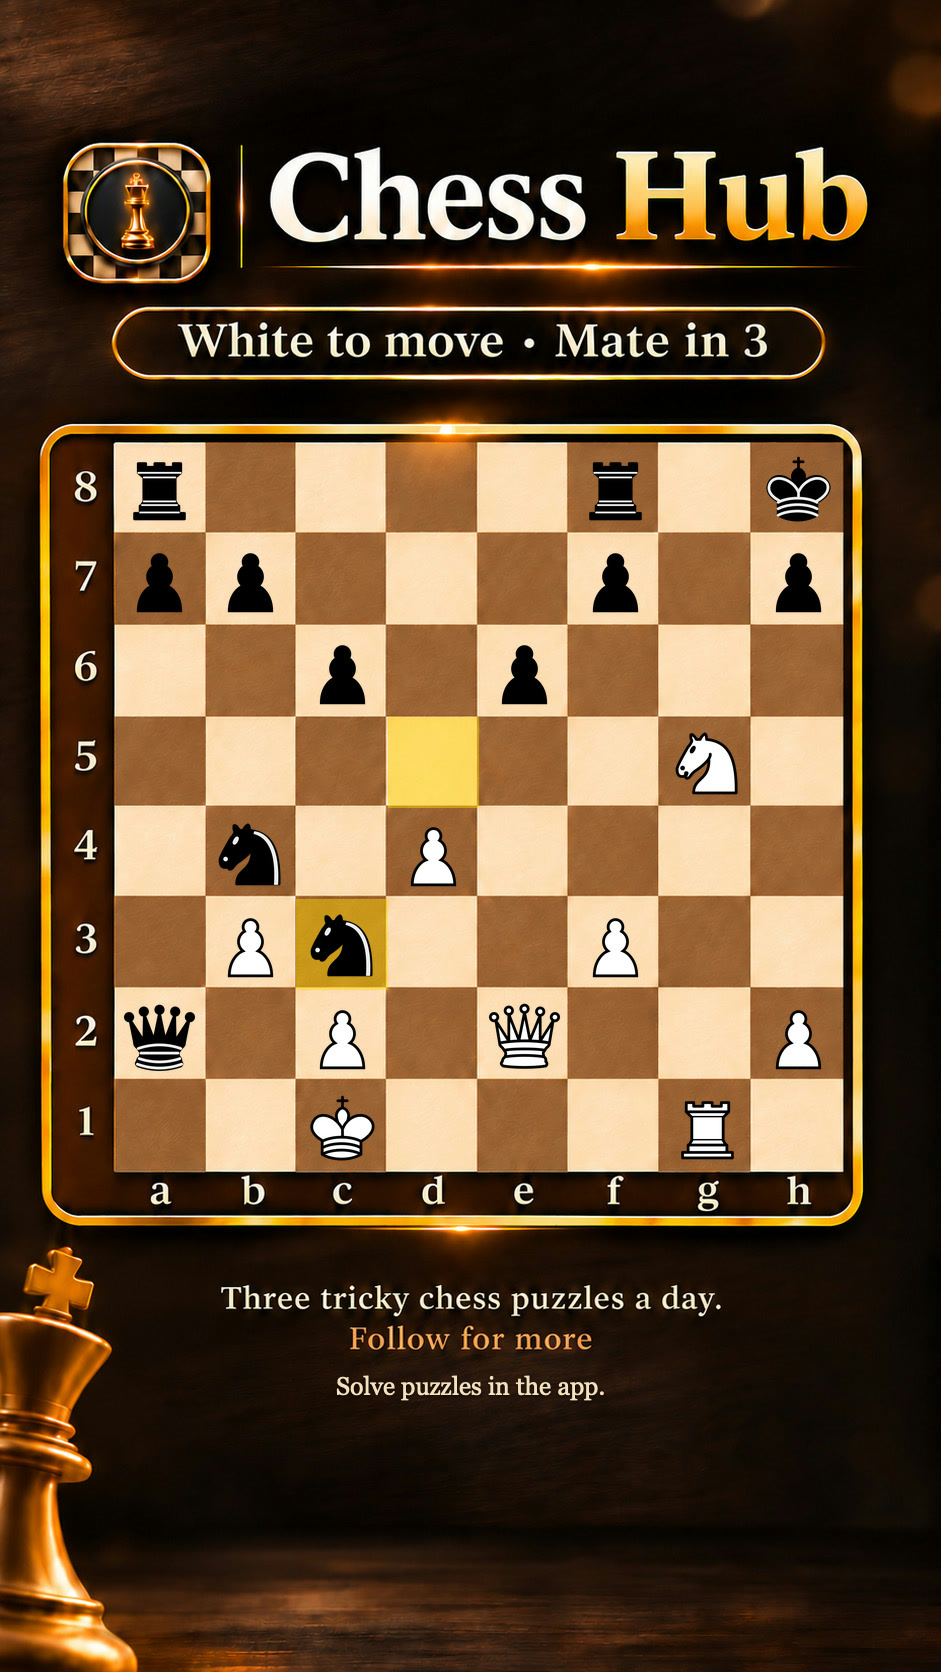 Chess Hub
White to move • Mate in 3
8
7
6
5
4
3
2
1
a b c d e f g h
Three tricky chess puzzles a day.
Follow for more
Solve puzzles in the app.